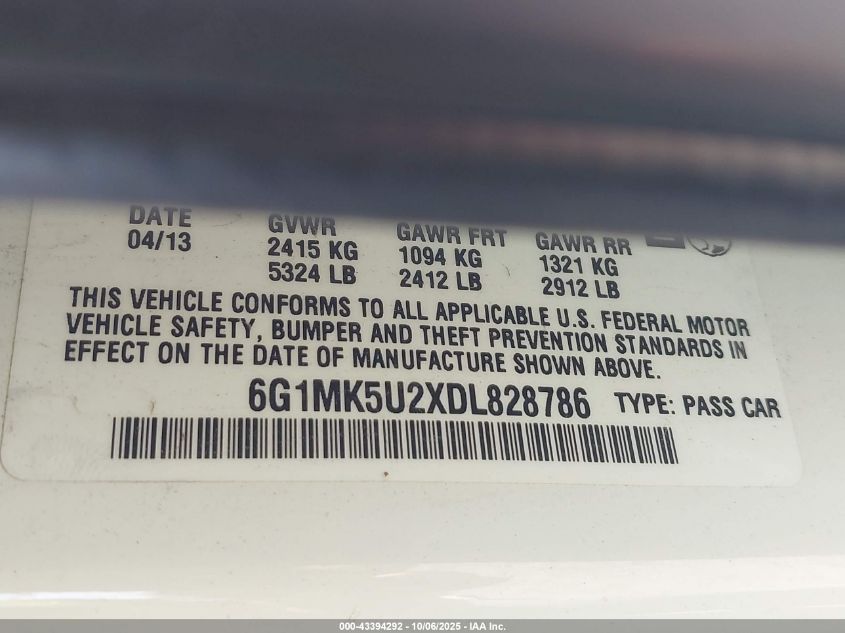 DATE GVWR GAWR FRT GAWR RR
04/13 2415 KG 1094 KG 1321 KG
5324 LB 2412 LB 2912 LB
THIS VEHICLE CONFORMS TO ALL APPLICABLE U.S. FEDERAL MOTOR
VEHICLE SAFETY, BUMPER AND THEFT PREVENTION STANDARDS IN
EFFECT ON THE DATE OF MANUFACTURE SHOWN ABOVE.
6G1MK5U2XDL828786 TYPE: PASS CAR
000-43394292 - 10/06/2025 - IAA Inc.